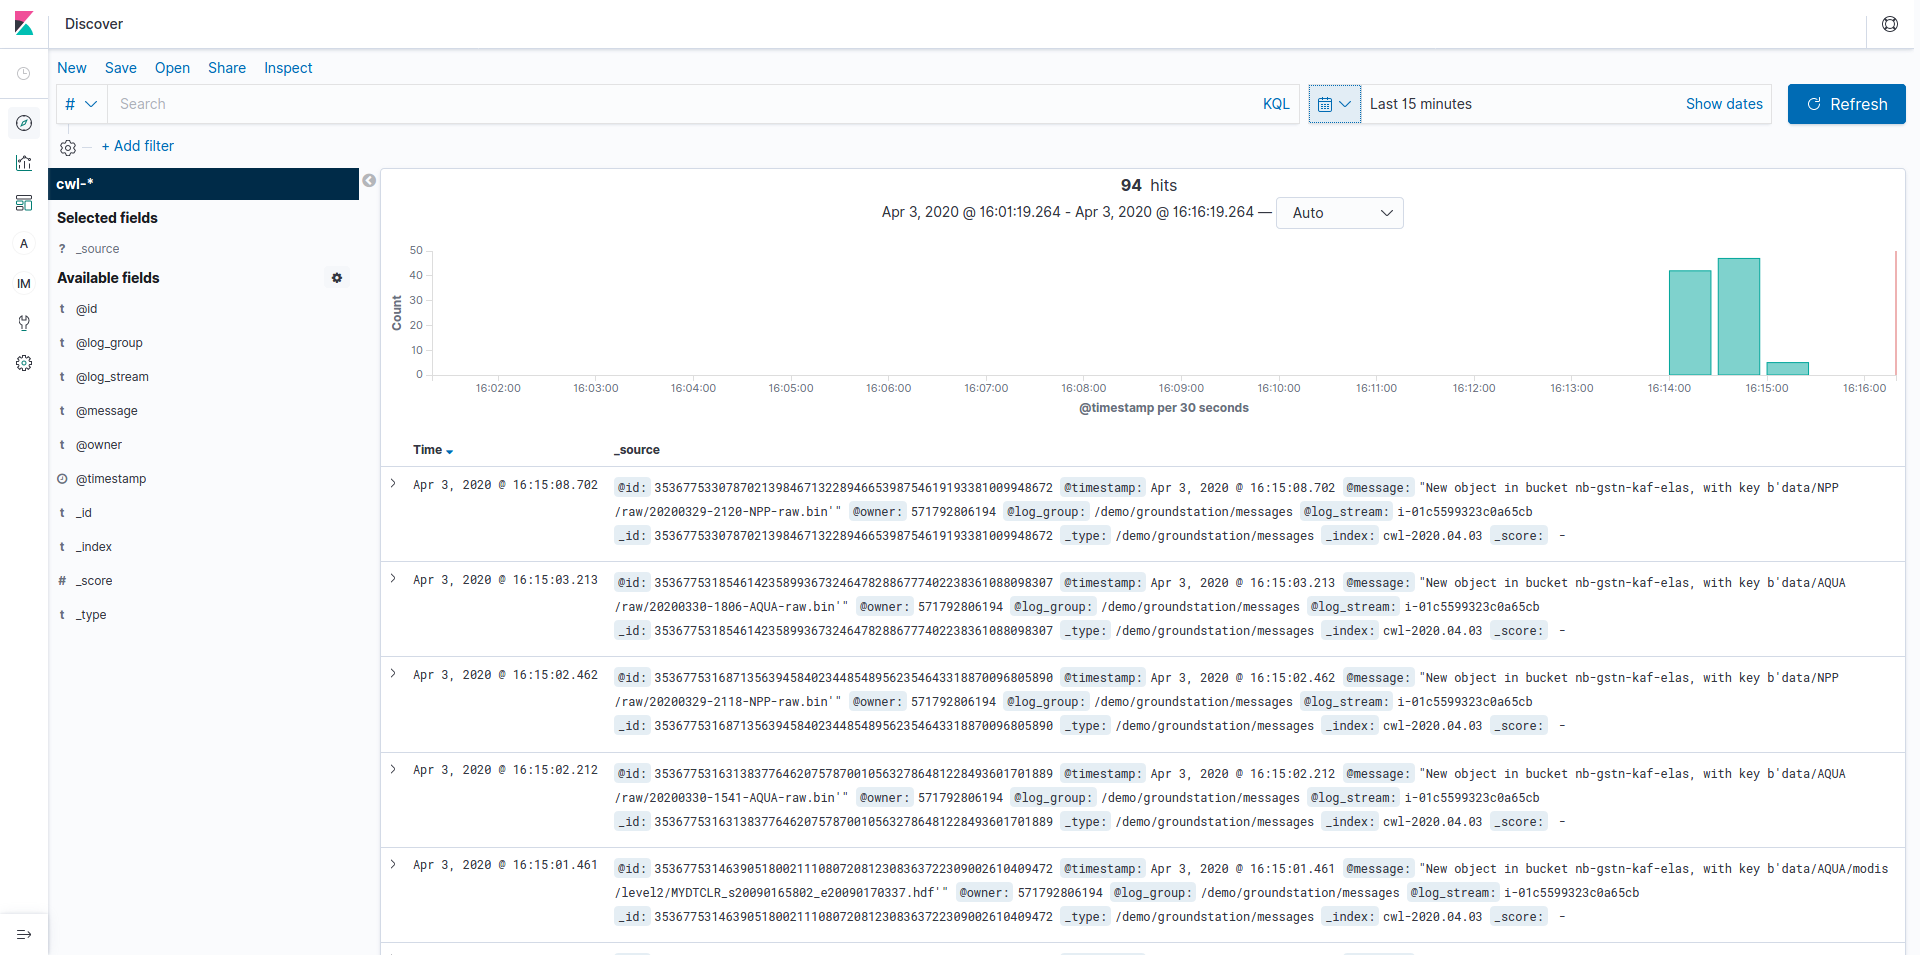 Discover
New Save Open Share Inspect
# Search KQL Last 15 minutes Show dates Refresh
+ Add filter
cwl-*
Selected fields
? _source
Available fields
t @id
t @log_group
t @log_stream
t @message
t @owner
@timestamp
t _id
t _index
# _score
t _type
A
IM
94 hits
Apr 3, 2020 @ 16:01:19.264 - Apr 3, 2020 @ 16:16:19.264 — Auto
Count
50
40
30
20
10
0
16:02:00 16:03:00 16:04:00 16:05:00 16:06:00 16:07:00 16:08:00 16:09:00 16:10:00 16:11:00 16:12:00 16:13:00 16:14:00 16:15:00 16:16:00
@timestamp per 30 seconds
Time _source
Apr 3, 2020 @ 16:15:08.702 @id: 35367753307870213984671322894665398754619193381009948672 @timestamp: Apr 3, 2020 @ 16:15:08.702 @message: "New object in bucket nb-gstn-kaf-elas, with key b'data/NPP
/raw/20200329-2120-NPP-raw.bin'" @owner: 571792806194 @log_group: /demo/groundstation/messages @log_stream: i-01c5599323c0a65cb
_id: 35367753307870213984671322894665398754619193381009948672 _type: /demo/groundstation/messages _index: cwl-2020.04.03 _score: -
Apr 3, 2020 @ 16:15:03.213 @id: 35367753185461423589936732464782886777402238361088098307 @timestamp: Apr 3, 2020 @ 16:15:03.213 @message: "New object in bucket nb-gstn-kaf-elas, with key b'data/AQUA
/raw/20200330-1806-AQUA-raw.bin'" @owner: 571792806194 @log_group: /demo/groundstation/messages @log_stream: i-01c5599323c0a65cb
_id: 35367753185461423589936732464782886777402238361088098307 _type: /demo/groundstation/messages _index: cwl-2020.04.03 _score: -
Apr 3, 2020 @ 16:15:02.462 @id: 35367753168713563945840234485489562354643318870096805890 @timestamp: Apr 3, 2020 @ 16:15:02.462 @message: "New object in bucket nb-gstn-kaf-elas, with key b'data/NPP
/raw/20200329-2118-NPP-raw.bin'" @owner: 571792806194 @log_group: /demo/groundstation/messages @log_stream: i-01c5599323c0a65cb
_id: 35367753168713563945840234485489562354643318870096805890 _type: /demo/groundstation/messages _index: cwl-2020.04.03 _score: -
Apr 3, 2020 @ 16:15:02.212 @id: 35367753163138377646207578700105632786481228493601701889 @timestamp: Apr 3, 2020 @ 16:15:02.212 @message: "New object in bucket nb-gstn-kaf-elas, with key b'data/AQUA
/raw/20200330-1541-AQUA-raw.bin'" @owner: 571792806194 @log_group: /demo/groundstation/messages @log_stream: i-01c5599323c0a65cb
_id: 35367753163138377646207578700105632786481228493601701889 _type: /demo/groundstation/messages _index: cwl-2020.04.03 _score: -
Apr 3, 2020 @ 16:15:01.461 @id: 35367753146390518002111080720812308363722309002610409472 @timestamp: Apr 3, 2020 @ 16:15:01.461 @message: "New object in bucket nb-gstn-kaf-elas, with key b'data/AQUA/modis
/level2/MYDTCLR_s20090165802_e20090170337.hdf'" @owner: 571792806194 @log_group: /demo/groundstation/messages @log_stream: i-01c5599323c0a65cb
_id: 35367753146390518002111080720812308363722309002610409472 _type: /demo/groundstation/messages _index: cwl-2020.04.03 _score: -